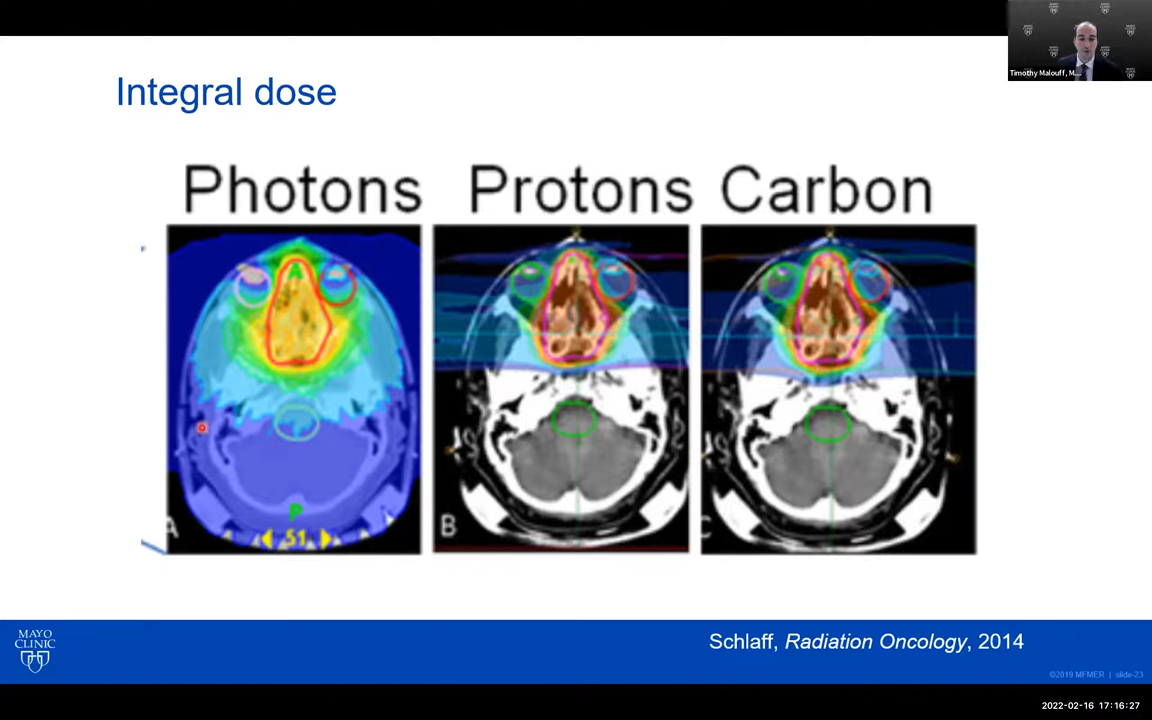 Timothy Malouff, M...
Integral dose
Photons Protons Carbon
A
P
51
A B C
MAYO
CLINIC
Schlaff, Radiation Oncology, 2014
©2019 MFMER | slide-23
2022-02-16 17:16:27